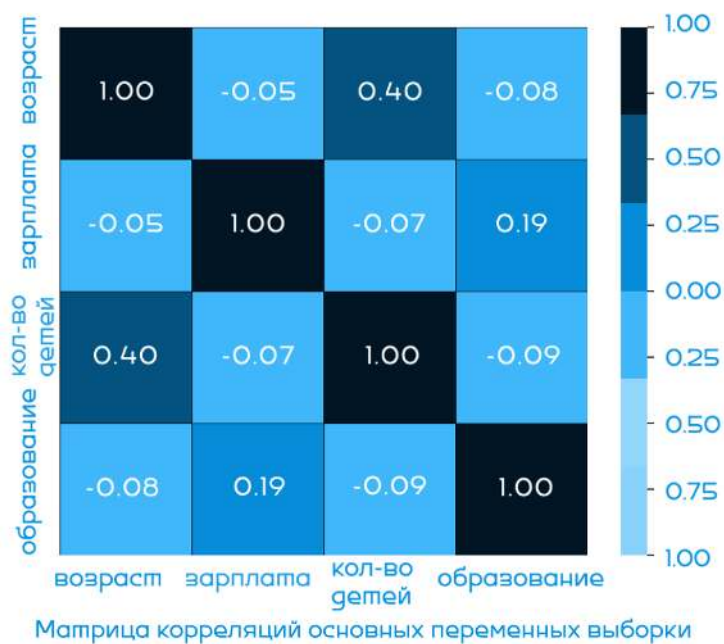 возраст
1.00 -0.05 0.40 -0.08
зарплата
-0.05 1.00 -0.07 0.19
кол-во
детей
0.40 -0.07 1.00 -0.09
образование
-0.08 0.19 -0.09 1.00
возраст зарплата кол-во
детей образование
1.00
0.75
0.50
0.25
0.00
0.25
0.50
0.75
1.00
Матрица корреляций основных переменных выборки